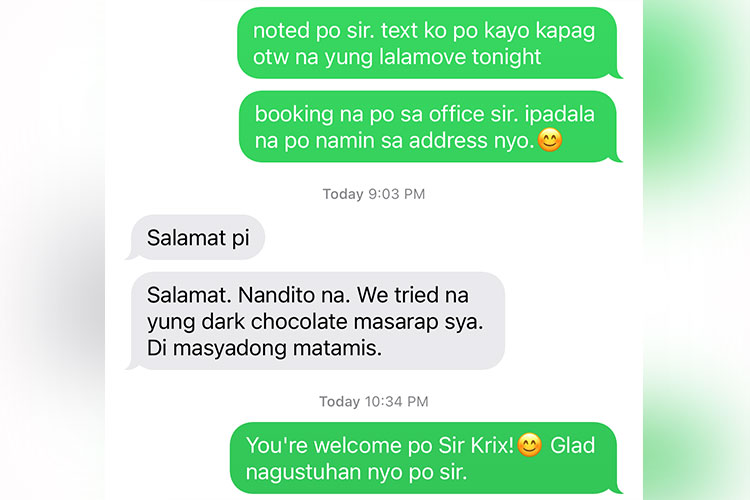 noted po sir. text ko po kayo kapag
otw na yung lalamove tonight
booking na po sa office sir. ipadala
na po namin sa address nyo.😊
Today 9:03 PM
Salamat pi
Salamat. Nandito na. We tried na
yung dark chocolate masarap sya.
Di masyadong matamis.
Today 10:34 PM
You're welcome po Sir Krix!😊 Glad
nagustuhan nyo po sir.